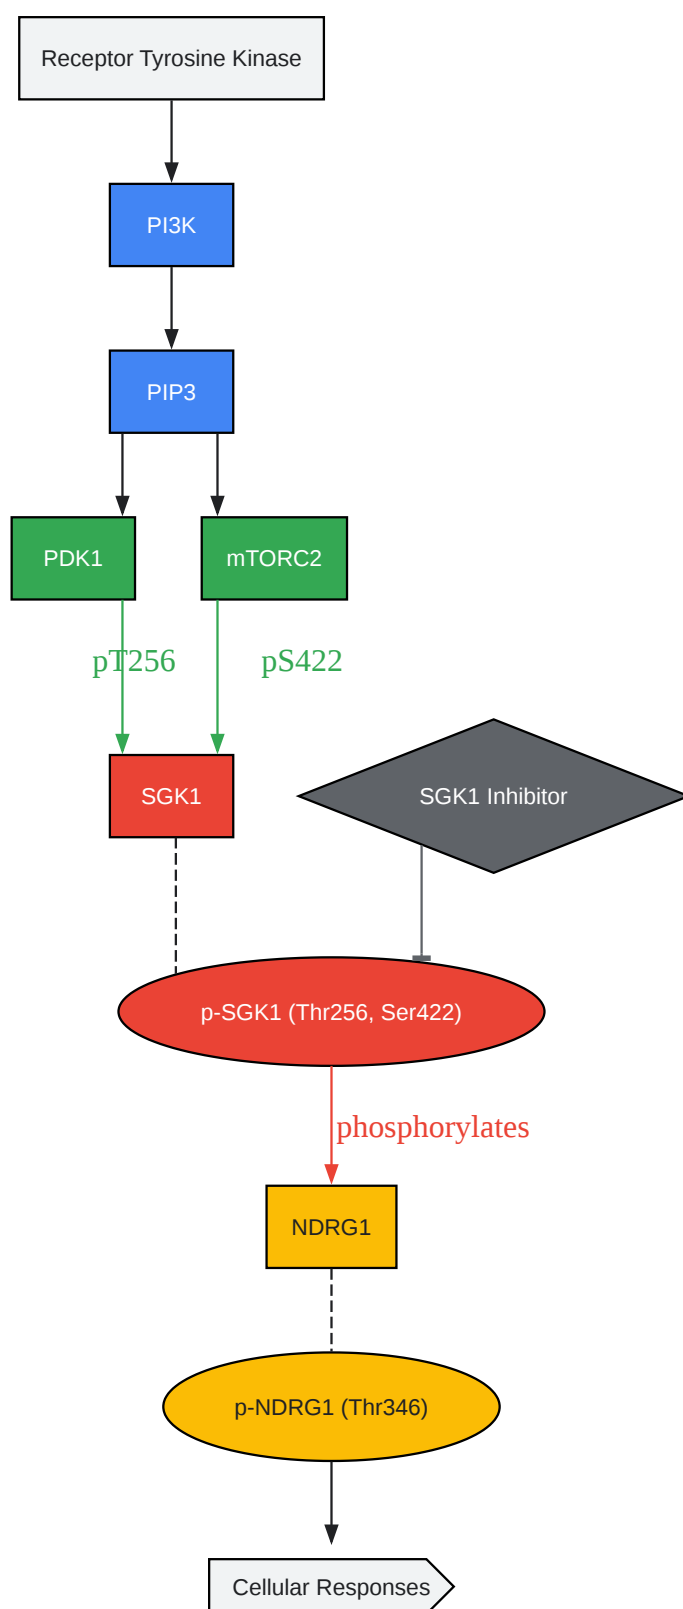 Receptor Tyrosine Kinase
PI3K
PIP3
PDK1
mTORC2
pT256
pS422
SGK1
SGK1 Inhibitor
p-SGK1 (Thr256, Ser422)
phosphorylates
NDRG1
p-NDRG1 (Thr346)
Cellular Responses